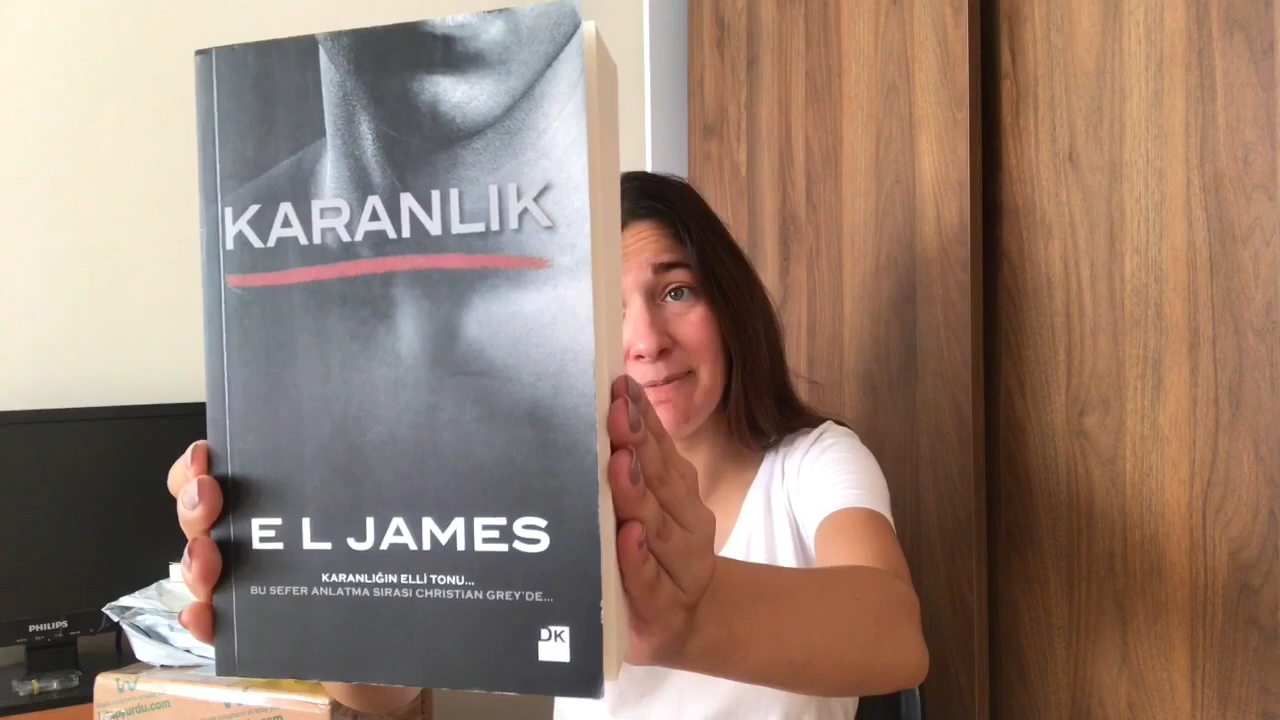 KARANLIK
E L JAMES
KARANLIĞIN ELLİ TONU...
BU SEFER ANLATMA SIRASI CHRISTIAN GREY'DE...
DK
PHILIPS